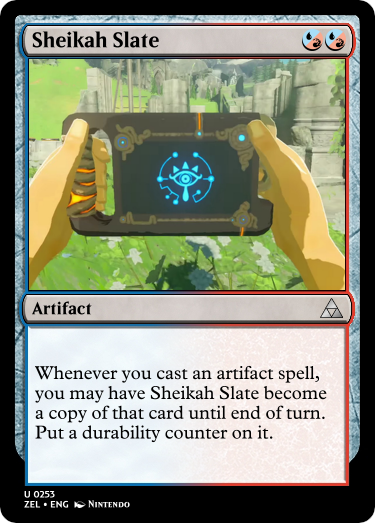 Sheikah Slate
Artifact
Whenever you cast an artifact spell,
you may have Sheikah Slate become
a copy of that card until end of turn.
Put a durability counter on it.
U 0253
ZEL • ENG Nintendo